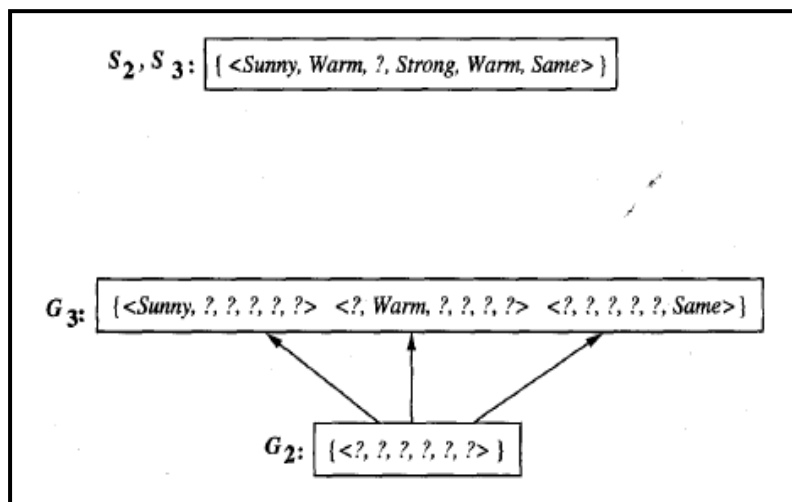 S2, S3: { <Sunny, Warm, ?, Strong, Warm, Same> }
G3: { <Sunny, ?, ?, ?, ?, ?> <?, Warm, ?, ?, ?, ?> <?, ?, ?, ?, ?, Same> }
G2: { <?, ?, ?, ?, ?, ?> }